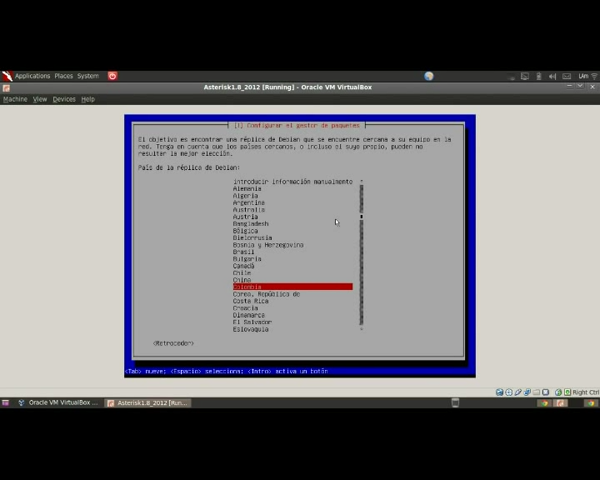 Applications Places System
Asterisk1.8_2012 [Running] - Oracle VM VirtualBox
Machine View Devices Help
[!] Configurar el gestor de paquetes
El objetivo es encontrar una réplica de Debian que se encuentre cercana a su equipo en la
red. Tenga en cuenta que los países cercanos, o incluso el suyo propio, pueden no
resultar la mejor elección.
País de la réplica de Debian:
Introducir información manualmente
Alemania
Algeria
Argentina
Australia
Austria
Bangladesh
Bélgica
Bielorrusia
Bosnia y Herzegovina
Brasil
Bulgaria
Canadá
Chile
China
Colombia
Corea, República de
Costa Rica
Croacia
Dinamarca
El Salvador
Eslovaquia
<Retroceder>
<Tab> mueve; <Espacio> selecciona; <Intro> activa un botón
Right Ctrl
Oracle VM VirtualBox ...
Asterisk1.8_2012 [Run...